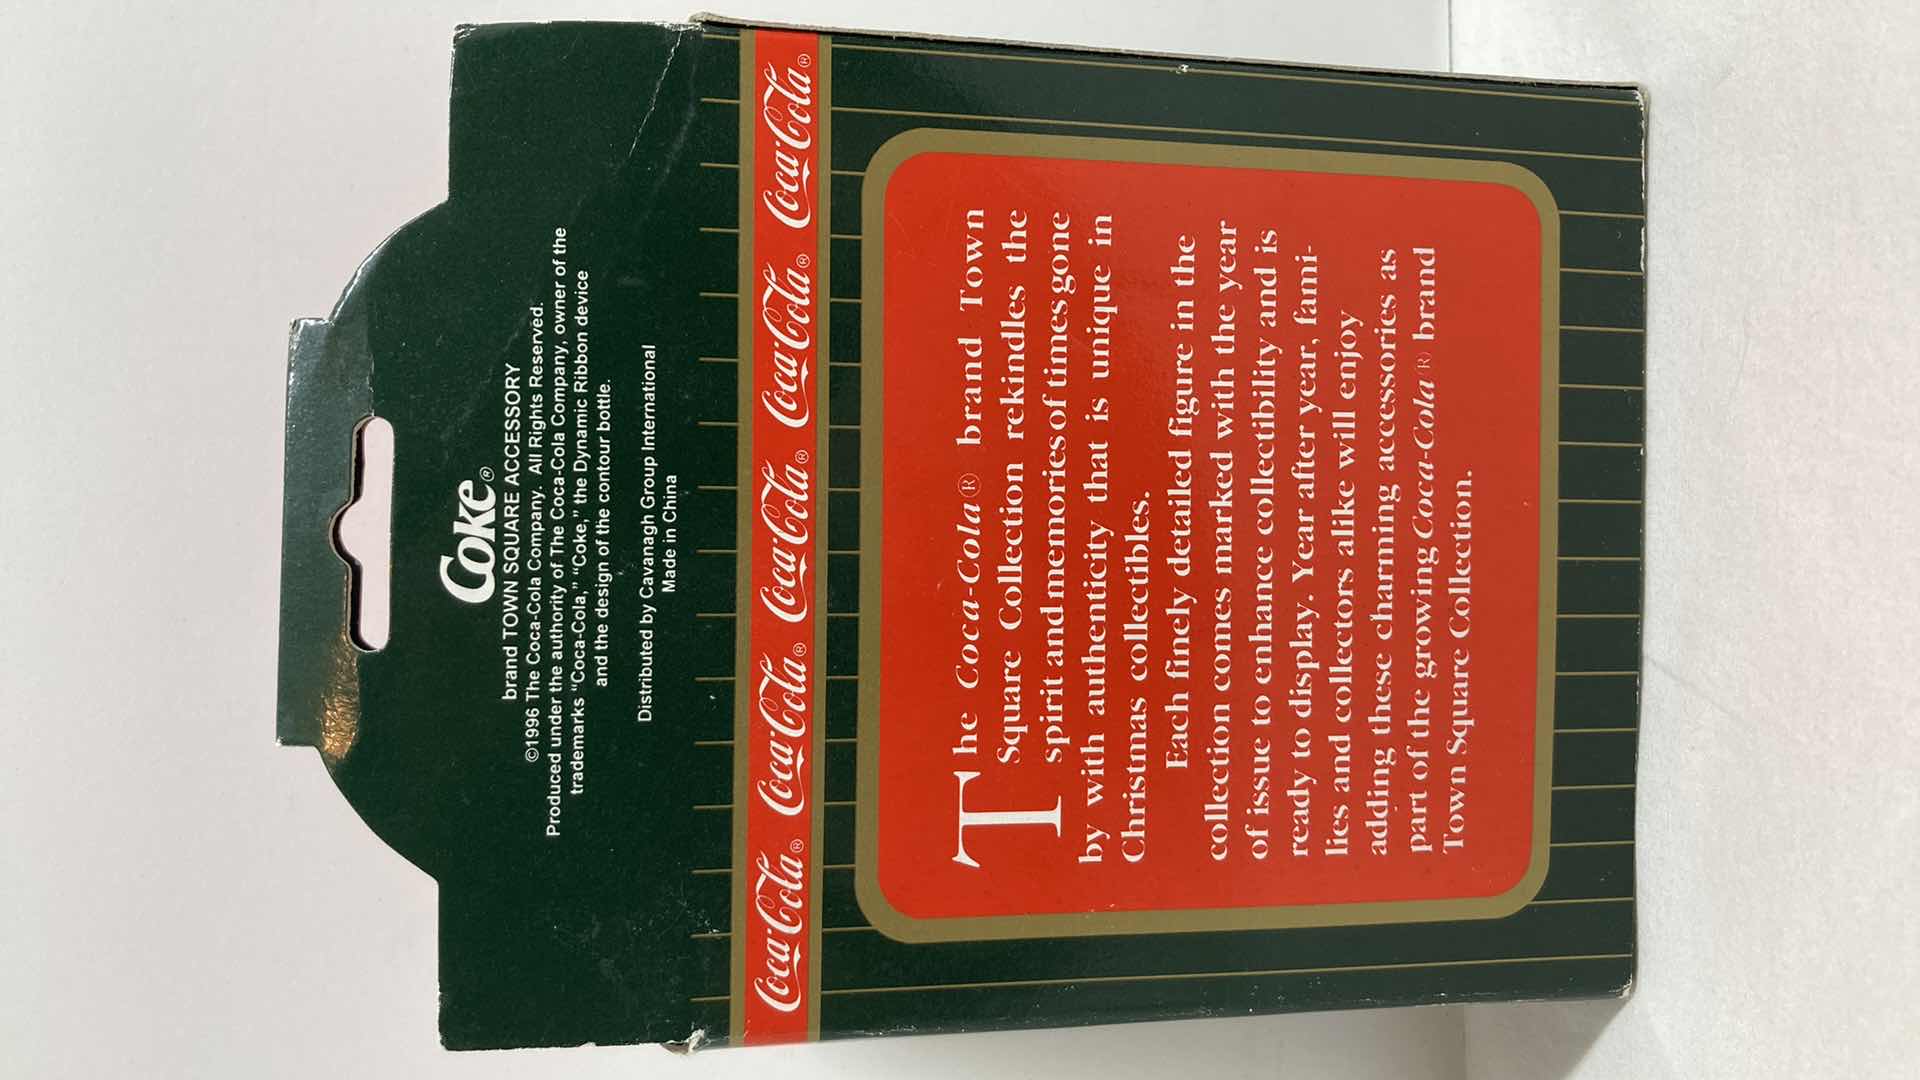 Coke®
brand TOWN SQUARE ACCESSORY
©1996 The Coca-Cola Company. All Rights Reserved.
Produced under the authority of The Coca-Cola Company, owner of the
trademarks "Coca-Cola," "Coke," the Dynamic Ribbon device
and the design of the contour bottle.
Distributed by Cavanagh Group International
Made in China
Coca-Cola® Coca-Cola® Coca-Cola® Coca-Cola® Coca-Cola®
The Coca-Cola® brand Town
Square Collection rekindles the
spirit and memories of times gone
by with authenticity that is unique in
Christmas collectibles.
Each finely detailed figure in the
collection comes marked with the year
of issue to enhance collectibility and is
ready to display. Year after year, fami-
lies and collectors alike will enjoy
adding these charming accessories as
part of the growing Coca-Cola® brand
Town Square Collection.